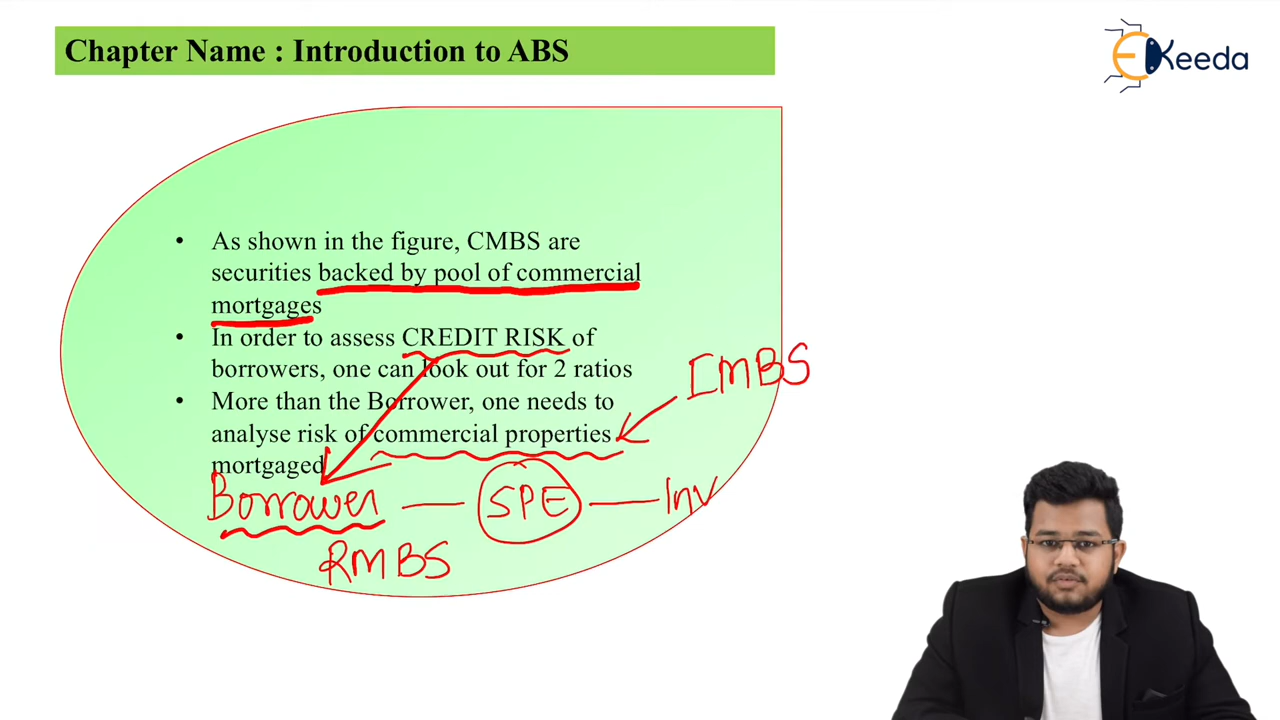 Chapter Name : Introduction to ABS
EKeeda
• As shown in the figure, CMBS are
securities backed by pool of commercial
mortgages
• In order to assess CREDIT RISK of
borrowers, one can look out for 2 ratios
• More than the Borrower, one needs to
analyse risk of commercial properties
mortgaged
CMBS
Borrower — SPE — Inv
RMBS